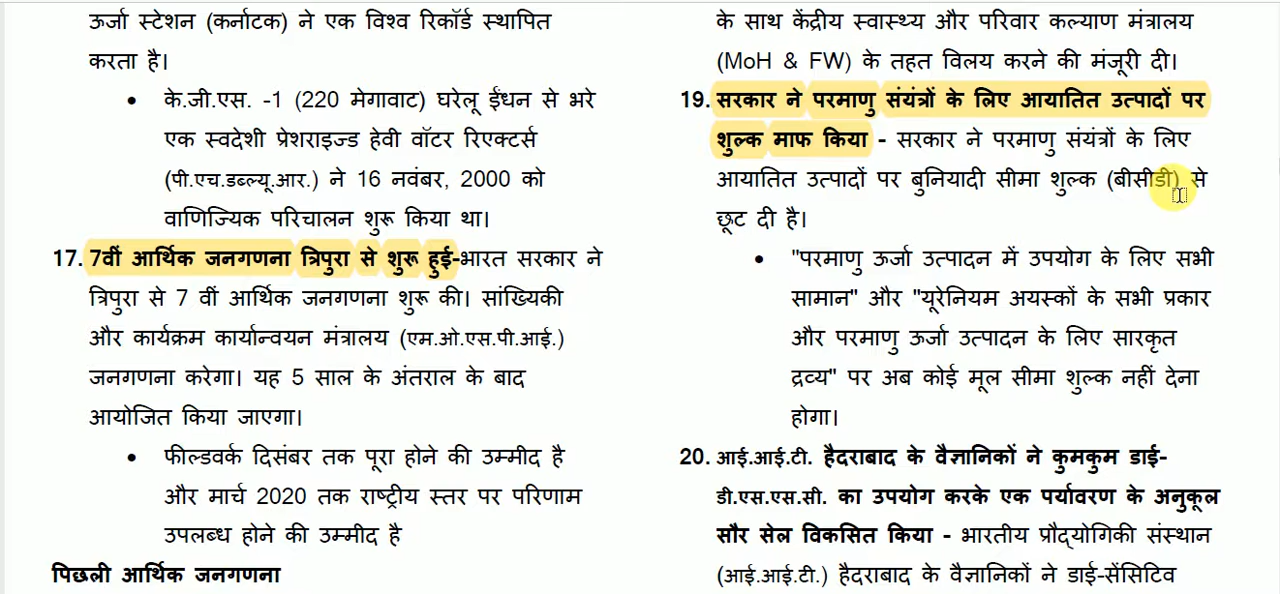 ऊर्जा स्टेशन (कर्नाटक) ने एक विश्व रिकॉर्ड स्थापित
करता है।
• के.जी.एस. -1 (220 मेगावाट) घरेलू ईंधन से भरे
एक स्वदेशी प्रेशराइज्ड हेवी वॉटर रिएक्टर्स
(पी.एच.डब्ल्यू.आर.) ने 16 नवंबर, 2000 को
वाणिज्यिक परिचालन शुरू किया था।
17. 7वीं आर्थिक जनगणना त्रिपुरा से शुरू हुई-भारत सरकार ने
त्रिपुरा से 7 वीं आर्थिक जनगणना शुरू की। सांख्यिकी
और कार्यक्रम कार्यान्वयन मंत्रालय (एम.ओ.एस.पी.आई.)
जनगणना करेगा। यह 5 साल के अंतराल के बाद
आयोजित किया जाएगा।
• फील्डवर्क दिसंबर तक पूरा होने की उम्मीद है
और मार्च 2020 तक राष्ट्रीय स्तर पर परिणाम
उपलब्ध होने की उम्मीद है
पिछली आर्थिक जनगणना
के साथ केंद्रीय स्वास्थ्य और परिवार कल्याण मंत्रालय
(MoH & FW) के तहत विलय करने की मंजूरी दी।
19. सरकार ने परमाणु संयंत्रों के लिए आयातित उत्पादों पर
शुल्क माफ किया - सरकार ने परमाणु संयंत्रों के लिए
आयातित उत्पादों पर बुनियादी सीमा शुल्क (बीसीडी) से
छूट दी है।
• "परमाणु ऊर्जा उत्पादन में उपयोग के लिए सभी
सामान" और "यूरेनियम अयस्कों के सभी प्रकार
और परमाणु ऊर्जा उत्पादन के लिए सारकृत
द्रव्य" पर अब कोई मूल सीमा शुल्क नहीं देना
होगा।
20. आई.आई.टी. हैदराबाद के वैज्ञानिकों ने कुमकुम डाई-
डी.एस.एस.सी. का उपयोग करके एक पर्यावरण के अनुकूल
सौर सेल विकसित किया - भारतीय प्रौद्योगिकी संस्थान
(आई.आई.टी.) हैदराबाद के वैज्ञानिकों ने डाई-सेंसिटिव